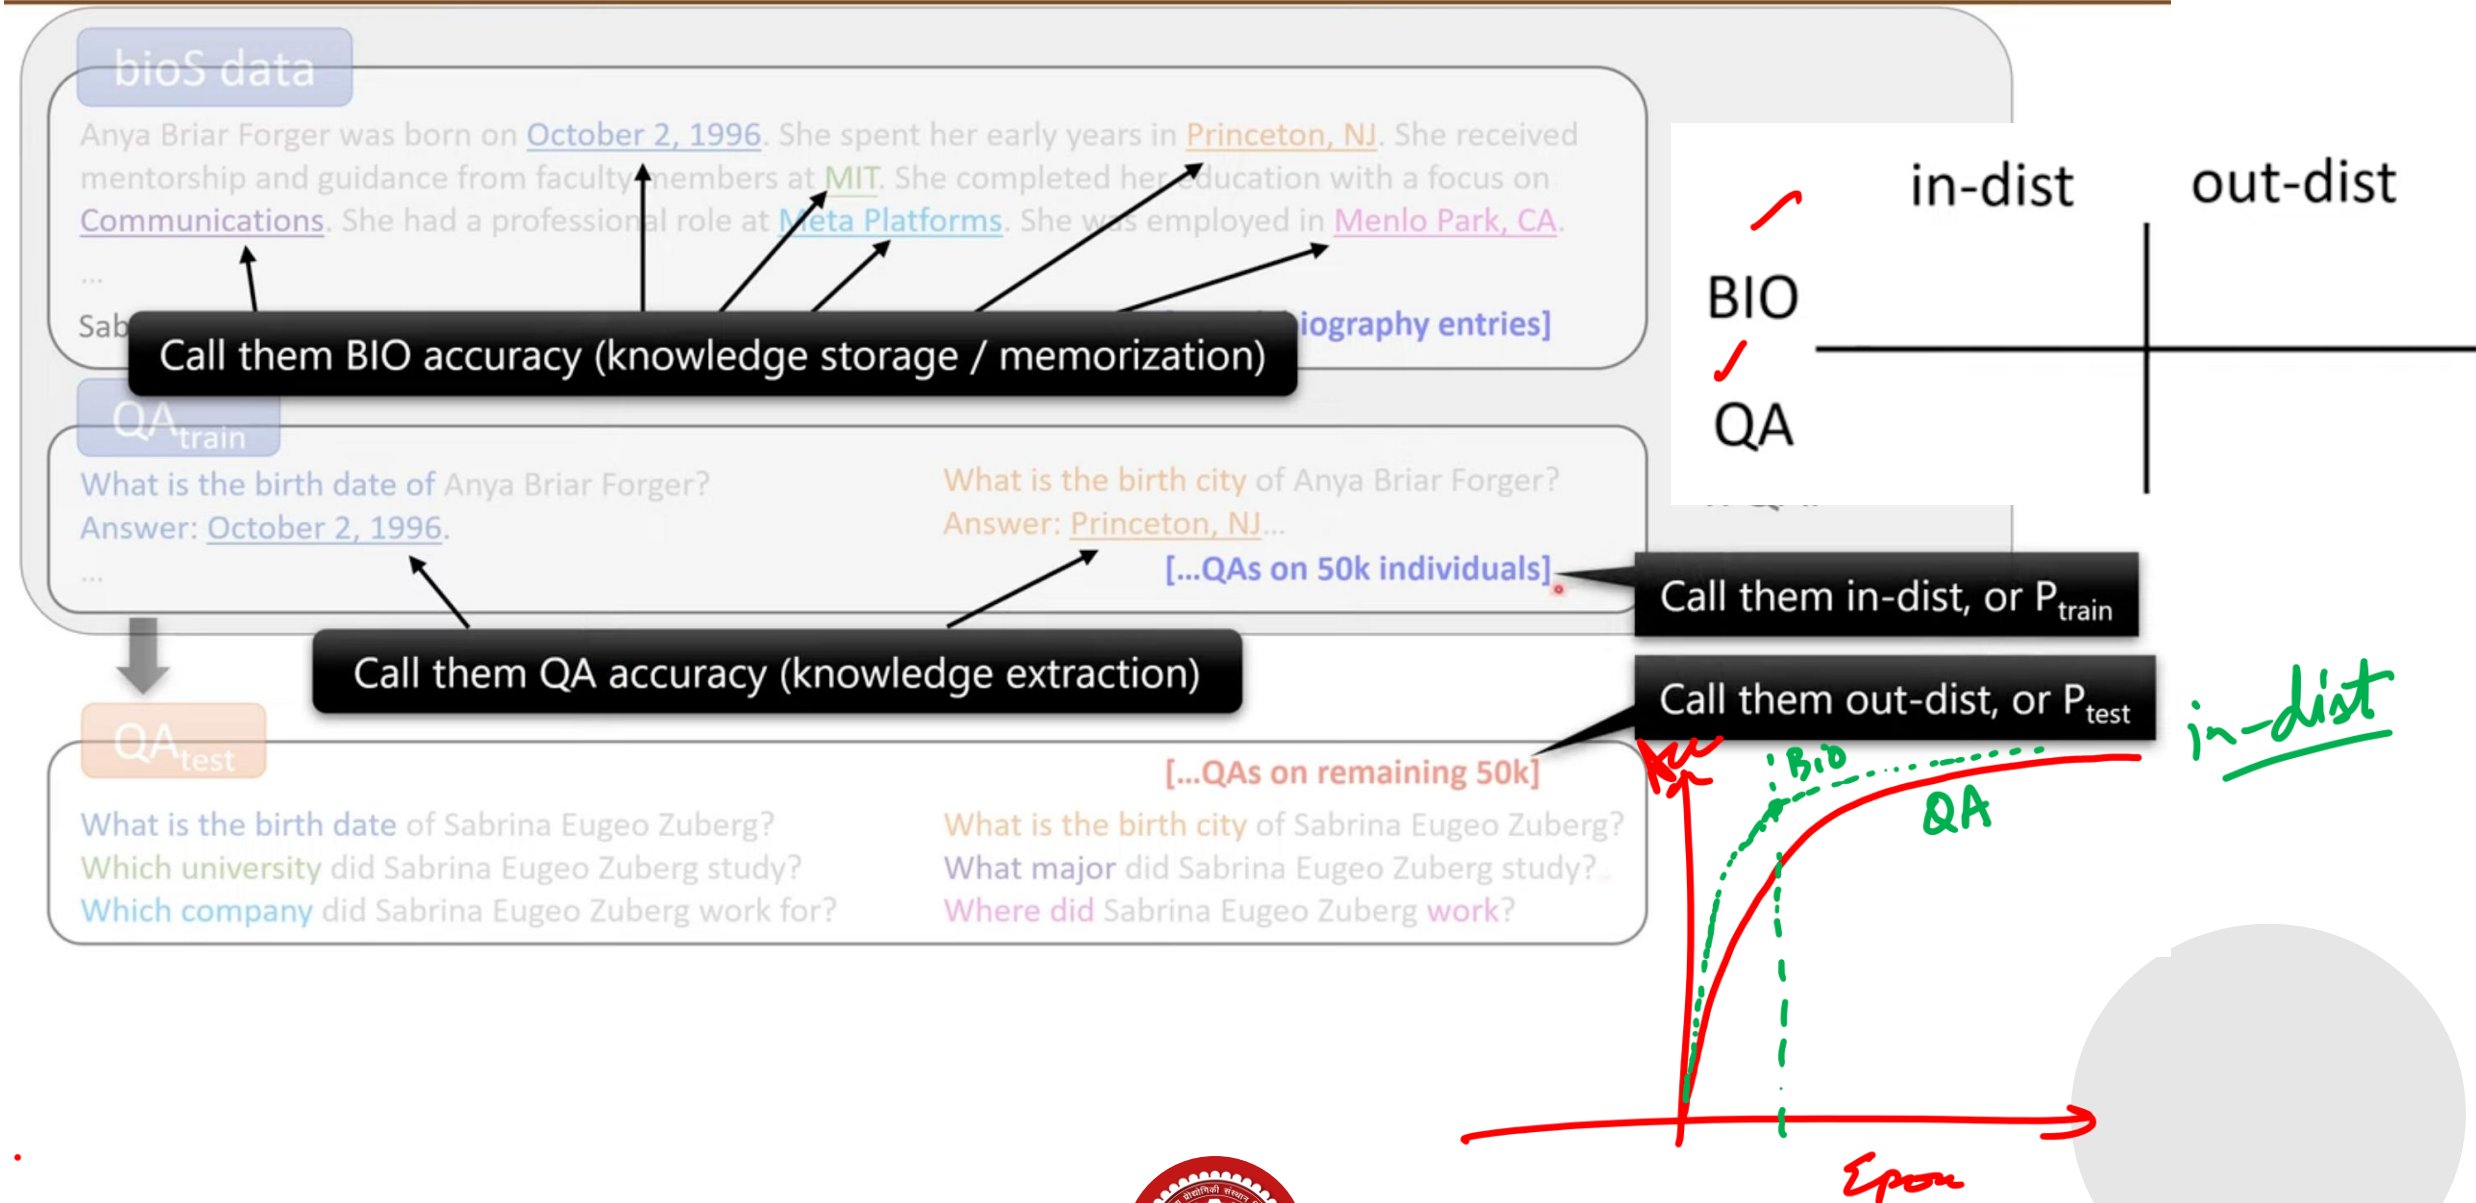 bioS data
Anya Briar Forger was born on October 2, 1996. She spent her early years in Princeton, NJ. She received
mentorship and guidance from faculty members at MIT. She completed her education with a focus on
Communications. She had a professional role at Meta Platforms. She was employed in Menlo Park, CA.
...
Sab
iography entries]
Call them BIO accuracy (knowledge storage / memorization)
QAtrain
What is the birth date of Anya Briar Forger?
Answer: October 2, 1996.
...
What is the birth city of Anya Briar Forger?
Answer: Princeton, NJ...
[...QAs on 50k individuals]
Call them QA accuracy (knowledge extraction)
QAtest
[...QAs on remaining 50k]
What is the birth date of Sabrina Eugeo Zuberg?
Which university did Sabrina Eugeo Zuberg study?
Which company did Sabrina Eugeo Zuberg work for?
What is the birth city of Sabrina Eugeo Zuberg?
What major did Sabrina Eugeo Zuberg study?
Where did Sabrina Eugeo Zuberg work?
in-dist out-dist
BIO
QA
Call them in-dist, or Ptrain
Call them out-dist, or Ptest
in-dist
BiO
QA